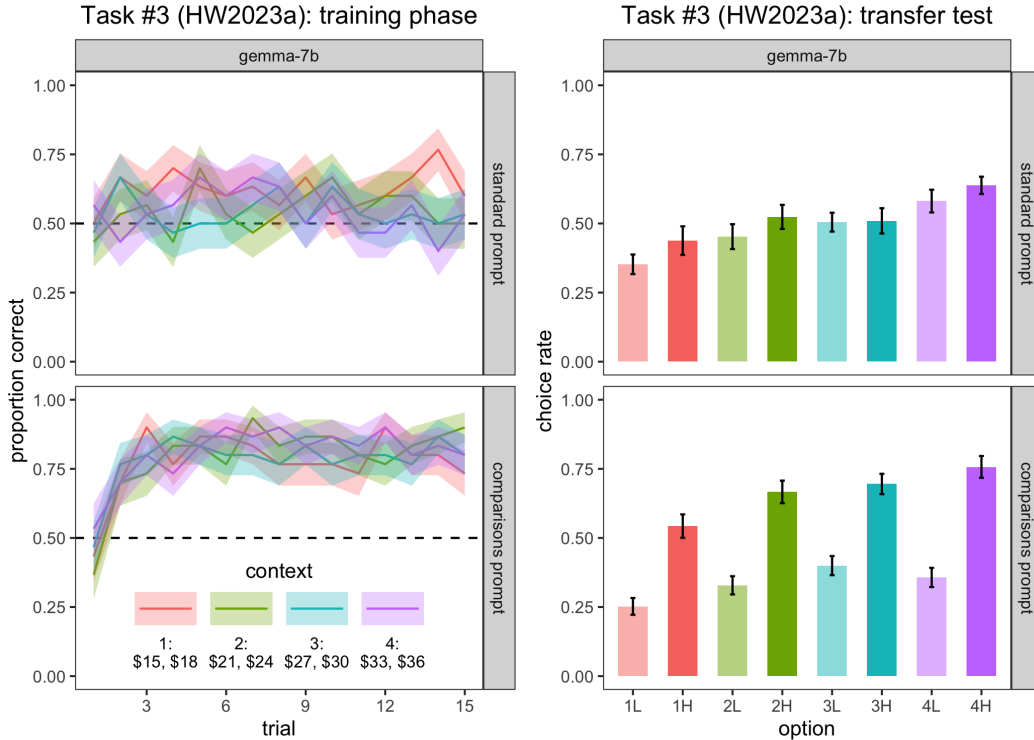 Task #3 (HW2023a): training phase
gemma-7b
proportion correct
1.00
0.75
0.50
0.25
0.00
standard prompt
1.00
0.75
0.50
0.25
0.00
comparisons prompt
context
1: 2: 3: 4:
$15, $18 $21, $24 $27, $30 $33, $36
3 6 9 12 15
trial
Task #3 (HW2023a): transfer test
gemma-7b
choice rate
1.00
0.75
0.50
0.25
0.00
standard prompt
1.00
0.75
0.50
0.25
0.00
comparisons prompt
1L 1H 2L 2H 3L 3H 4L 4H
option